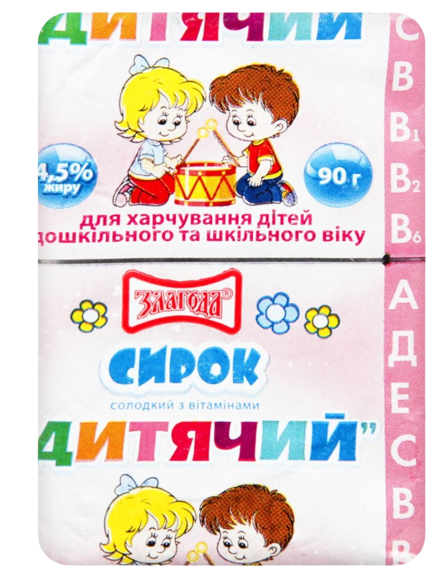 ДИТЯЧИЙ"
4,5%
жиру
90 г
для харчування дітей
дошкільного та шкільного віку
С
В
В₁
В₂
В₆
ЗЛАГОДА®
СИРОК
солодкий з вітамінами
ДИТЯЧИЙ"
А
Д
Е
С
В
В